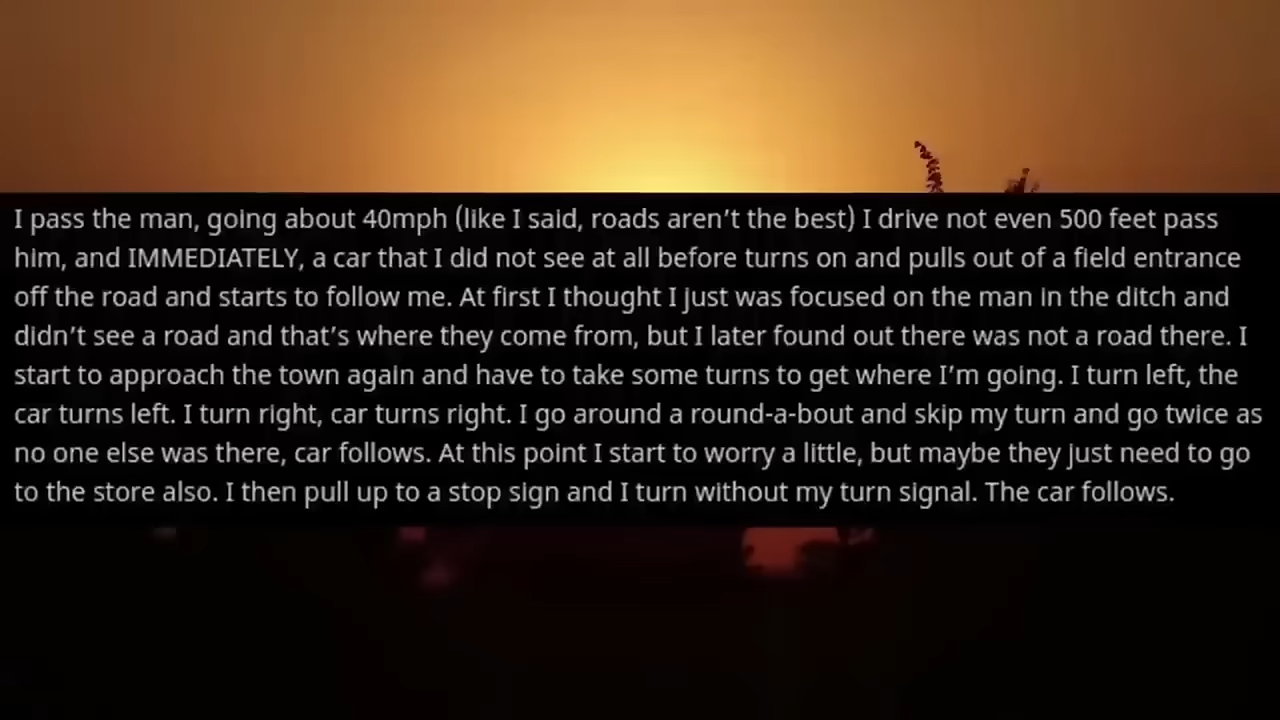 I pass the man, going about 40mph (like I said, roads aren't the best) I drive not even 500 feet pass
him, and IMMEDIATELY, a car that I did not see at all before turns on and pulls out of a field entrance
off the road and starts to follow me. At first I thought I just was focused on the man in the ditch and
didn't see a road and that's where they come from, but I later found out there was not a road there. I
start to approach the town again and have to take some turns to get where I'm going. I turn left, the
car turns left. I turn right, car turns right. I go around a round-a-bout and skip my turn and go twice as
no one else was there, car follows. At this point I start to worry a little, but maybe they just need to go
to the store also. I then pull up to a stop sign and I turn without my turn signal. The car follows.